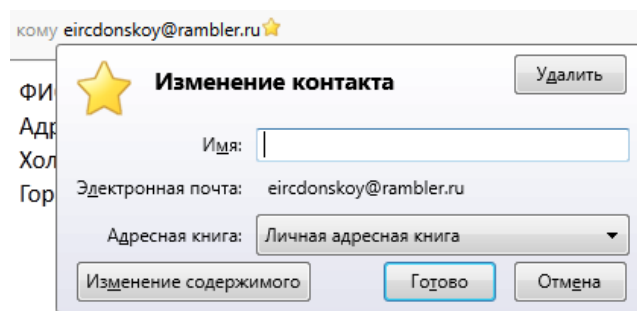 кому eircdonskoy@rambler.ru
Изменение контакта
Удалить
Имя:
Электронная почта: eircdonskoy@rambler.ru
Адресная книга: Личная адресная книга
Изменение содержимого Готово Отмена